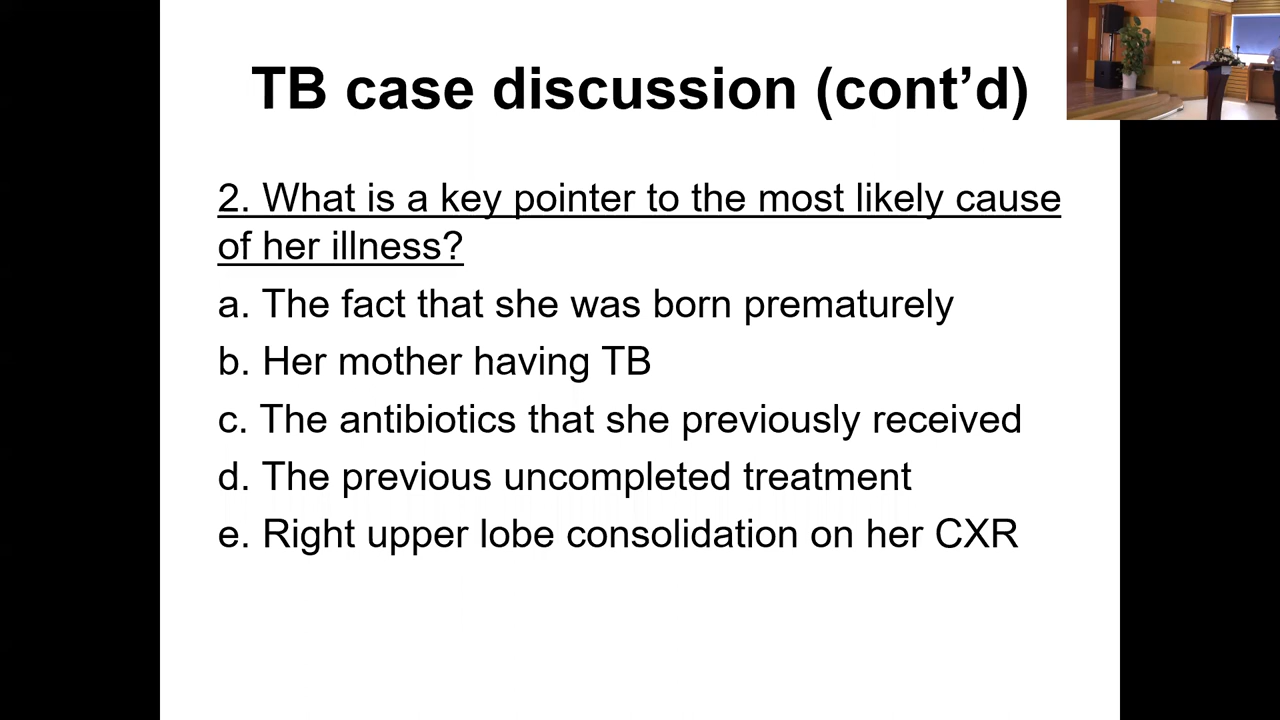 TB case discussion (cont’d)
2. What is a key pointer to the most likely cause
of her illness?
a. The fact that she was born prematurely
b. Her mother having TB
c. The antibiotics that she previously received
d. The previous uncompleted treatment
e. Right upper lobe consolidation on her CXR